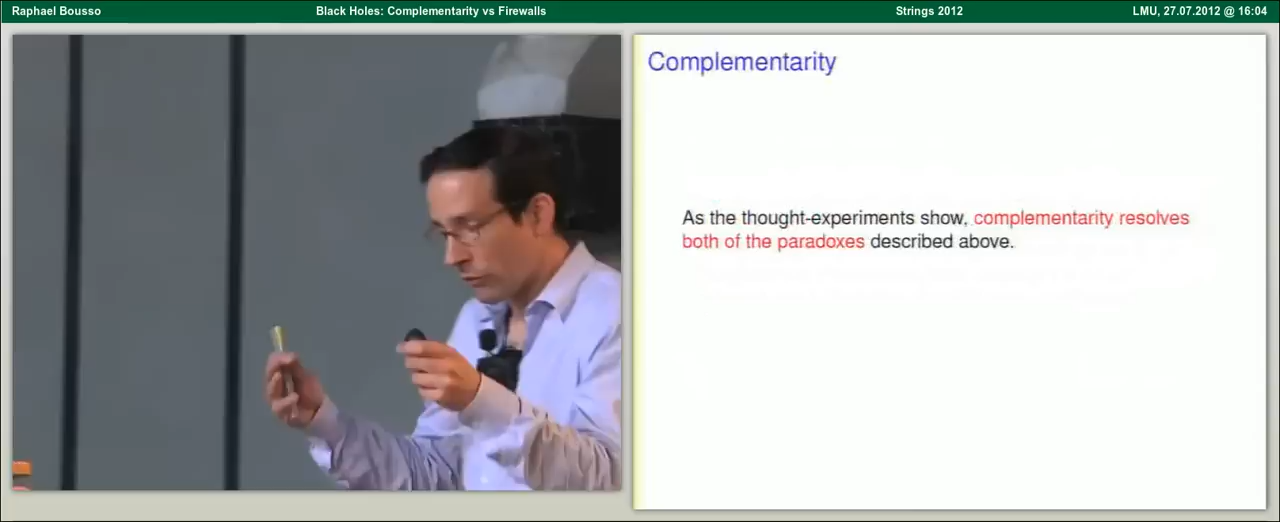 Raphael Bousso
Black Holes: Complementarity vs Firewalls
Strings 2012
LMU, 27.07.2012 @ 16:04
Complementarity
As the thought-experiments show, complementarity resolves
both of the paradoxes described above.